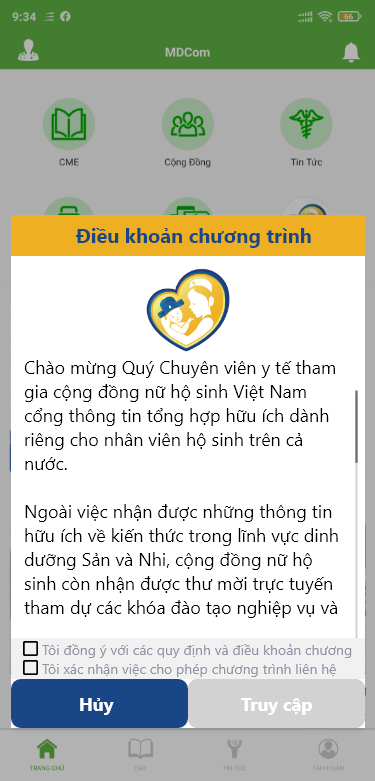 9:34
66
MDCom
CME
Cộng Đồng
Tin Tức
Điều khoản chương trình
Chào mừng Quý Chuyên viên y tế tham
gia cộng đồng nữ hộ sinh Việt Nam
cổng thông tin tổng hợp hữu ích dành
riêng cho nhân viên hộ sinh trên cả
nước.
Ngoài việc nhận được những thông tin
hữu ích về kiến thức trong lĩnh vực dinh
dưỡng Sản và Nhi, cộng đồng nữ hộ
sinh còn nhận được thư mời trực tuyến
tham dự các khóa đào tạo nghiệp vụ và
Tôi đồng ý với các quy định và điều khoản chương
Tôi xác nhận việc cho phép chương trình liên hệ
Hủy
Truy cập
TRANG CHỦ
CME
TIN TỨC
TÀI KHOẢN